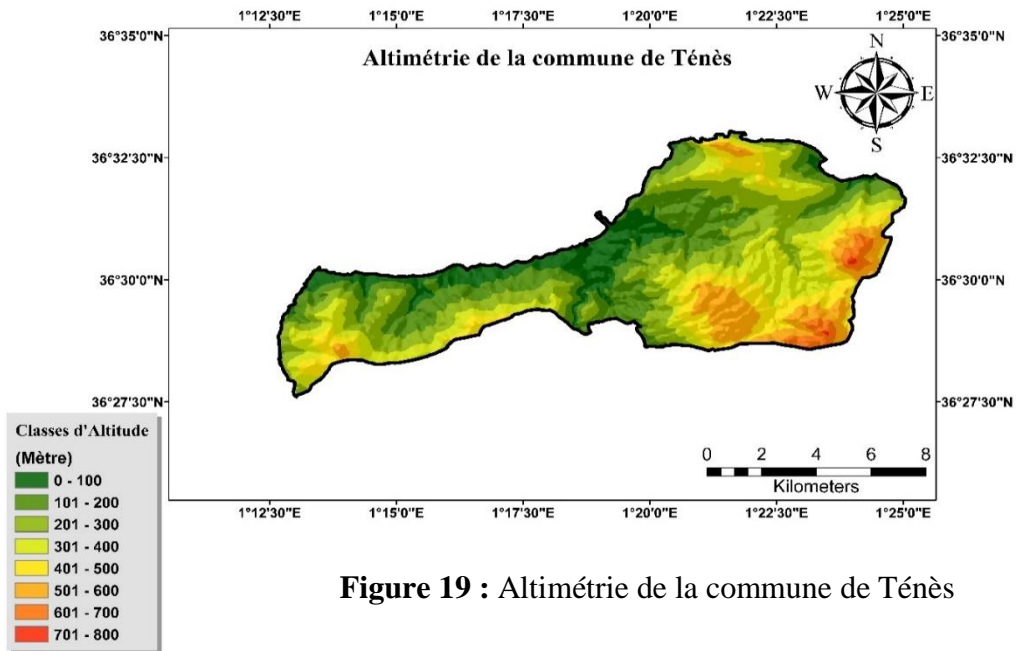 1°12'30"E 1°15'0"E 1°17'30"E 1°20'0"E 1°22'30"E 1°25'0"E
36°35'0"N 36°35'0"N
Altimétrie de la commune de Ténès
N
W E
S
36°32'30"N 36°32'30"N
36°30'0"N 36°30'0"N
36°27'30"N 36°27'30"N
0 2 4 6 8
Kilometers
1°12'30"E 1°15'0"E 1°17'30"E 1°20'0"E 1°22'30"E 1°25'0"E
Classes d'Altitude
(Mètre)
0 - 100
101 - 200
201 - 300
301 - 400
401 - 500
501 - 600
601 - 700
701 - 800
Figure 19 : Altimétrie de la commune de Ténès